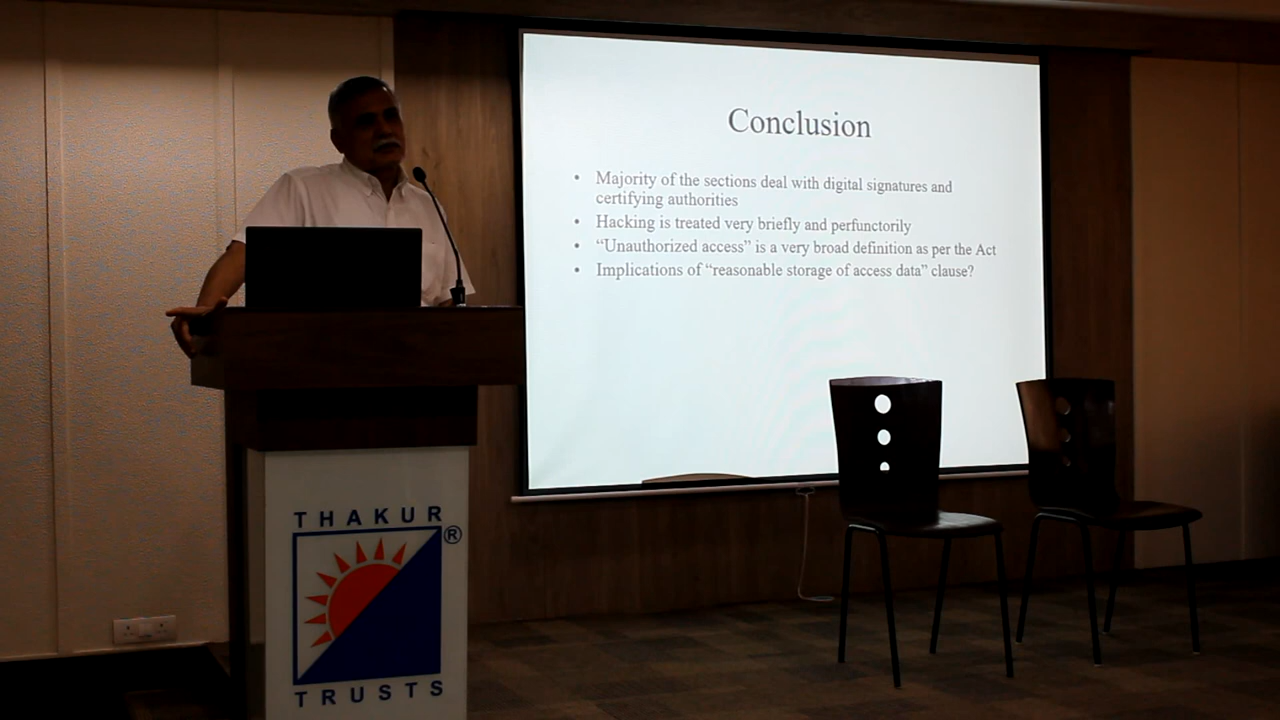 Conclusion
• Majority of the sections deal with digital signatures and
certifying authorities
• Hacking is treated very briefly and perfunctorily
• “Unauthorized access” is a very broad definition as per the Act
• Implications of “reasonable storage of access data” clause?
THAKUR
®
TRUSTS